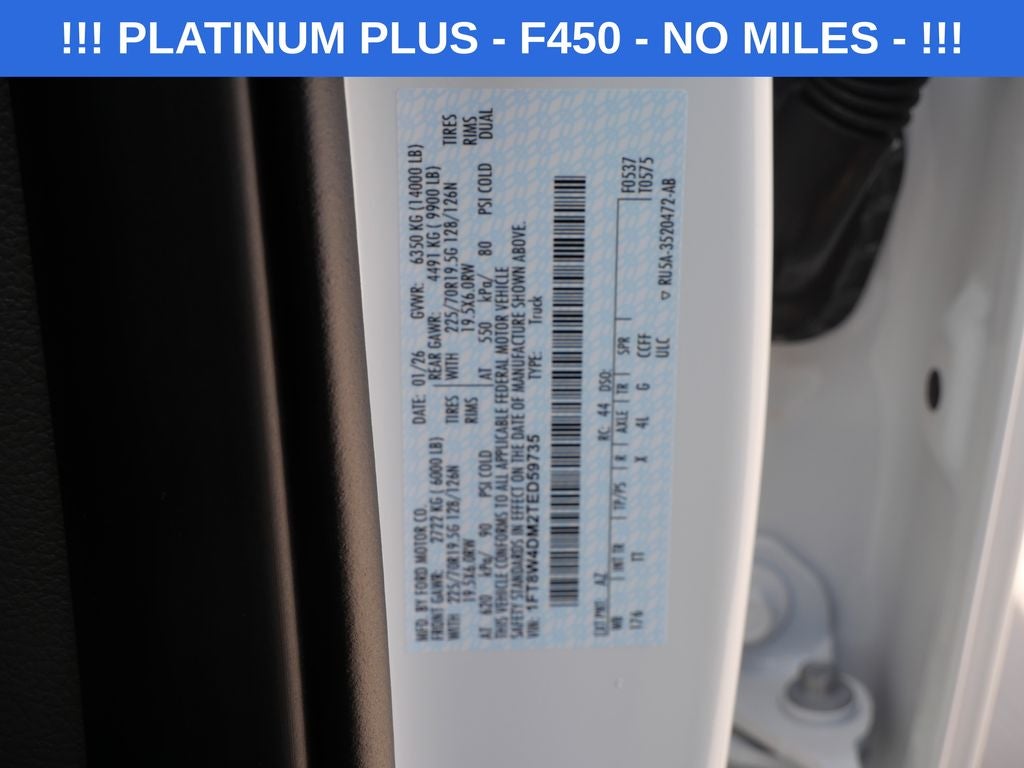 !!! PLATINUM PLUS - F450 - NO MILES - !!!
MFD. BY FORD MOTOR CO.
DATE: 01/26 GVWR: 6350 KG (14000 LB)
FRONT GAWR: 2722 KG (6000 LB)
REAR GAWR: 4491 KG (9900 LB)
WITH 225/70R19.5G 128/126N TIRES
WITH 225/70R19.5G 128/126N TIRES
19.5X6.0RW RIMS
19.5X6.0RW RIMS
AT 620 kPa/ 90 PSI COLD
AT 550 kPa/ 80 PSI COLD DUAL
THIS VEHICLE CONFORMS TO ALL APPLICABLE FEDERAL MOTOR VEHICLE
SAFETY STANDARDS IN EFFECT ON THE DATE OF MANUFACTURE SHOWN ABOVE.
VIN: 1FT8W4DM2TED59735 TYPE: Truck
EXT PNT: AZ RC: 44 DSO: F0537
WB INT TR TP/PS R AXLE TR SPR T0575
176 TT X 4L G CCFF
ULC ▽ RU5A-3520472-AB